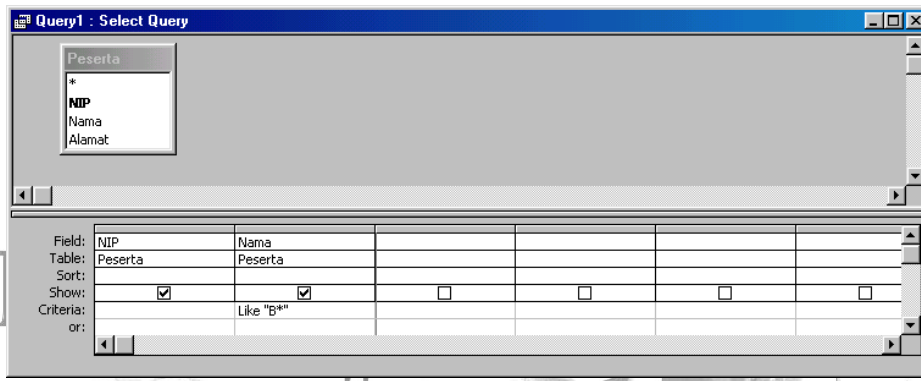 Query1 : Select Query
Peserta
*
NIP
Nama
Alamat
Field: NIP Nama
Table: Peserta Peserta
Sort:
Show:
Criteria: Like "B*"
or: